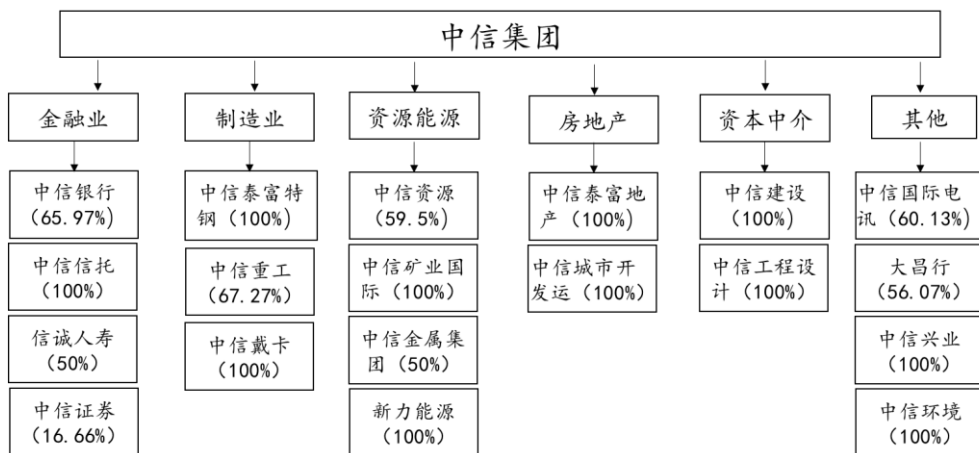 中信集团
金融业
制造业
资源能源
房地产
资本中介
其他
中信银行
(65.97%)
中信信托
(100%)
信诚人寿
(50%)
中信证券
(16.66%)
中信泰富特
钢（100%）
中信重工
(67.27%)
中信戴卡
(100%)
中信资源
(59.5%)
中信矿业国
际（100%）
中信金属集
团（50%）
新力能源
(100%)
中信泰富地
产（100%）
中信城市开
发运（100%）
中信建设
(100%)
中信工程设
计（100%）
中信国际电
讯（60.13%）
大昌行
(56.07%)
中信兴业
(100%)
中信环境
(100%)